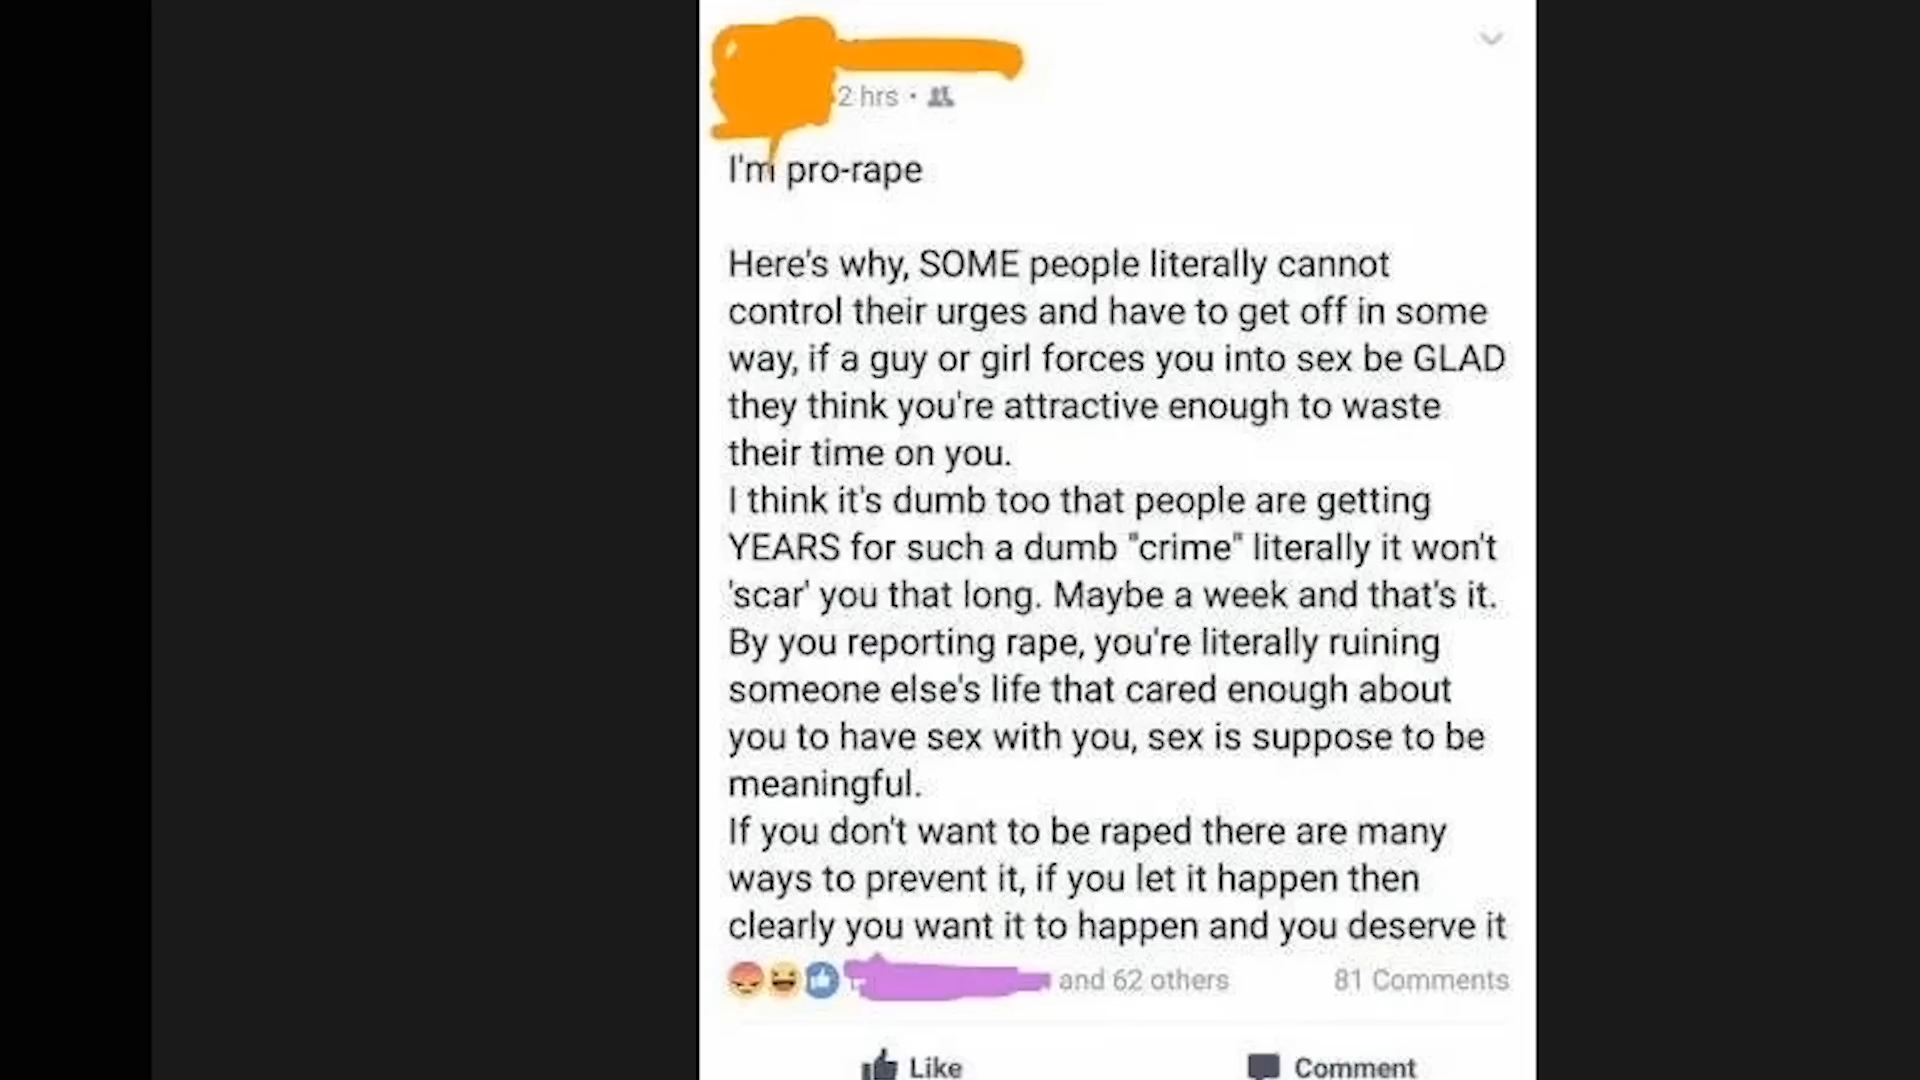 2 hrs ·
I'm pro-rape
Here's why, SOME people literally cannot
control their urges and have to get off in some
way, if a guy or girl forces you into sex be GLAD
they think you're attractive enough to waste
their time on you.
I think it's dumb too that people are getting
YEARS for such a dumb "crime" literally it won't
'scar' you that long. Maybe a week and that's it.
By you reporting rape, you're literally ruining
someone else's life that cared enough about
you to have sex with you, sex is suppose to be
meaningful.
If you don't want to be raped there are many
ways to prevent it, if you let it happen then
clearly you want it to happen and you deserve it
and 62 others 81 Comments
Like Comment